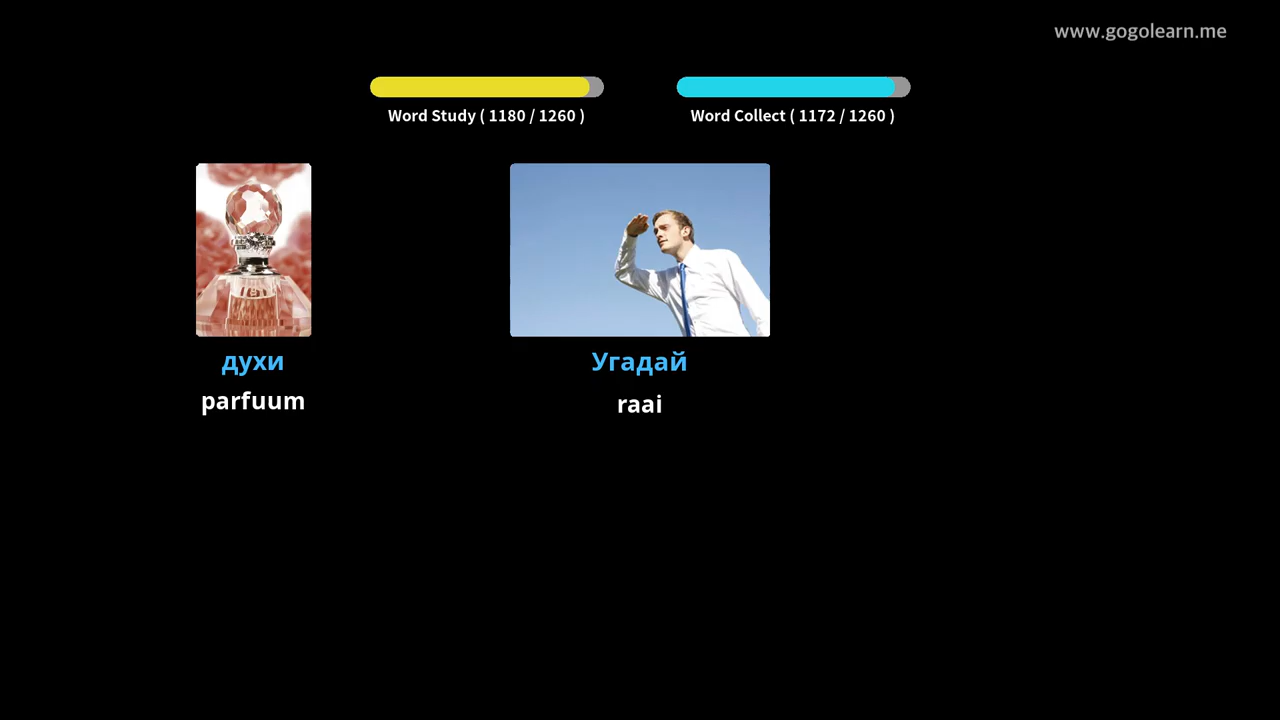 www.gogolearn.me
Word Study ( 1180 / 1260 )
Word Collect ( 1172 / 1260 )
духи
parfuum
Угадай
raai